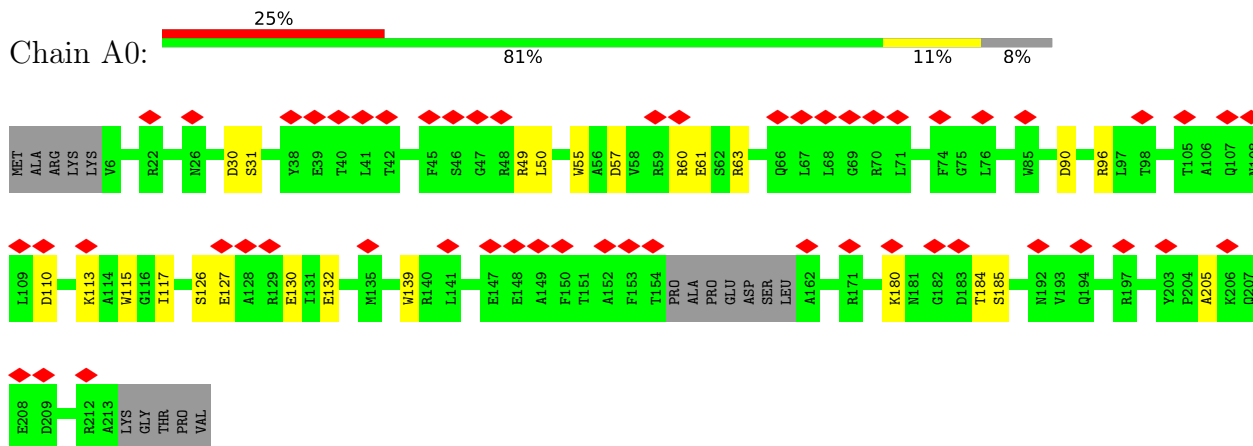 25%
Chain A0:
81% 11% 8%
MET ALA ARG LYS LYS V6 R22 N26 D30 S31 Y38 E39 T40 L41 T42 F45 S46 G47 R48 R49 L50 W55 A56 D57 V58 R59 R60 E61 S62 R63 Q66 L67 L68 G69 R70 L71 F74 G75 L76 W85 D90 R96 L97 T98 T105 A106 Q107 N108
L109 D110 K113 A114 W115 G116 I117 S126 E127 A128 R129 E130 I131 E132 M135 W139 R140 L141 E147 E148 A149 F150 T151 A152 F153 T154 PRO ALA PRO GLU ASP SER LEU A162 R171 K180 N181 G182 D183 T184 S185 N192 V193 Q194 R197 Y203 P204 A205 K206 Q207
E208 D209 R212 A213 LYS GLY THR PRO VAL